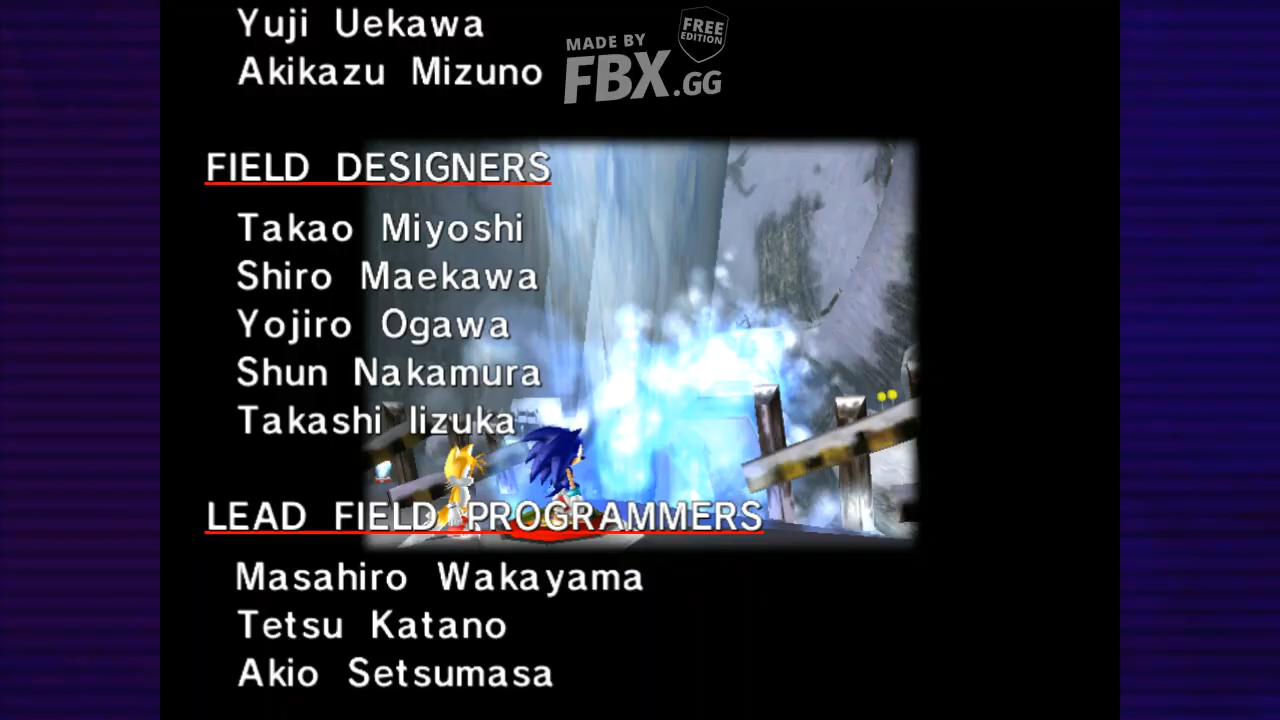 Yuji Uekawa
Akikazu Mizuno
MADE BY
FBX.GG
FREE
EDITION
FIELD DESIGNERS
Takao Miyoshi
Shiro Maekawa
Yojiro Ogawa
Shun Nakamura
Takashi Iizuka
LEAD FIELD PROGRAMMERS
Masahiro Wakayama
Tetsu Katano
Akio Setsumasa